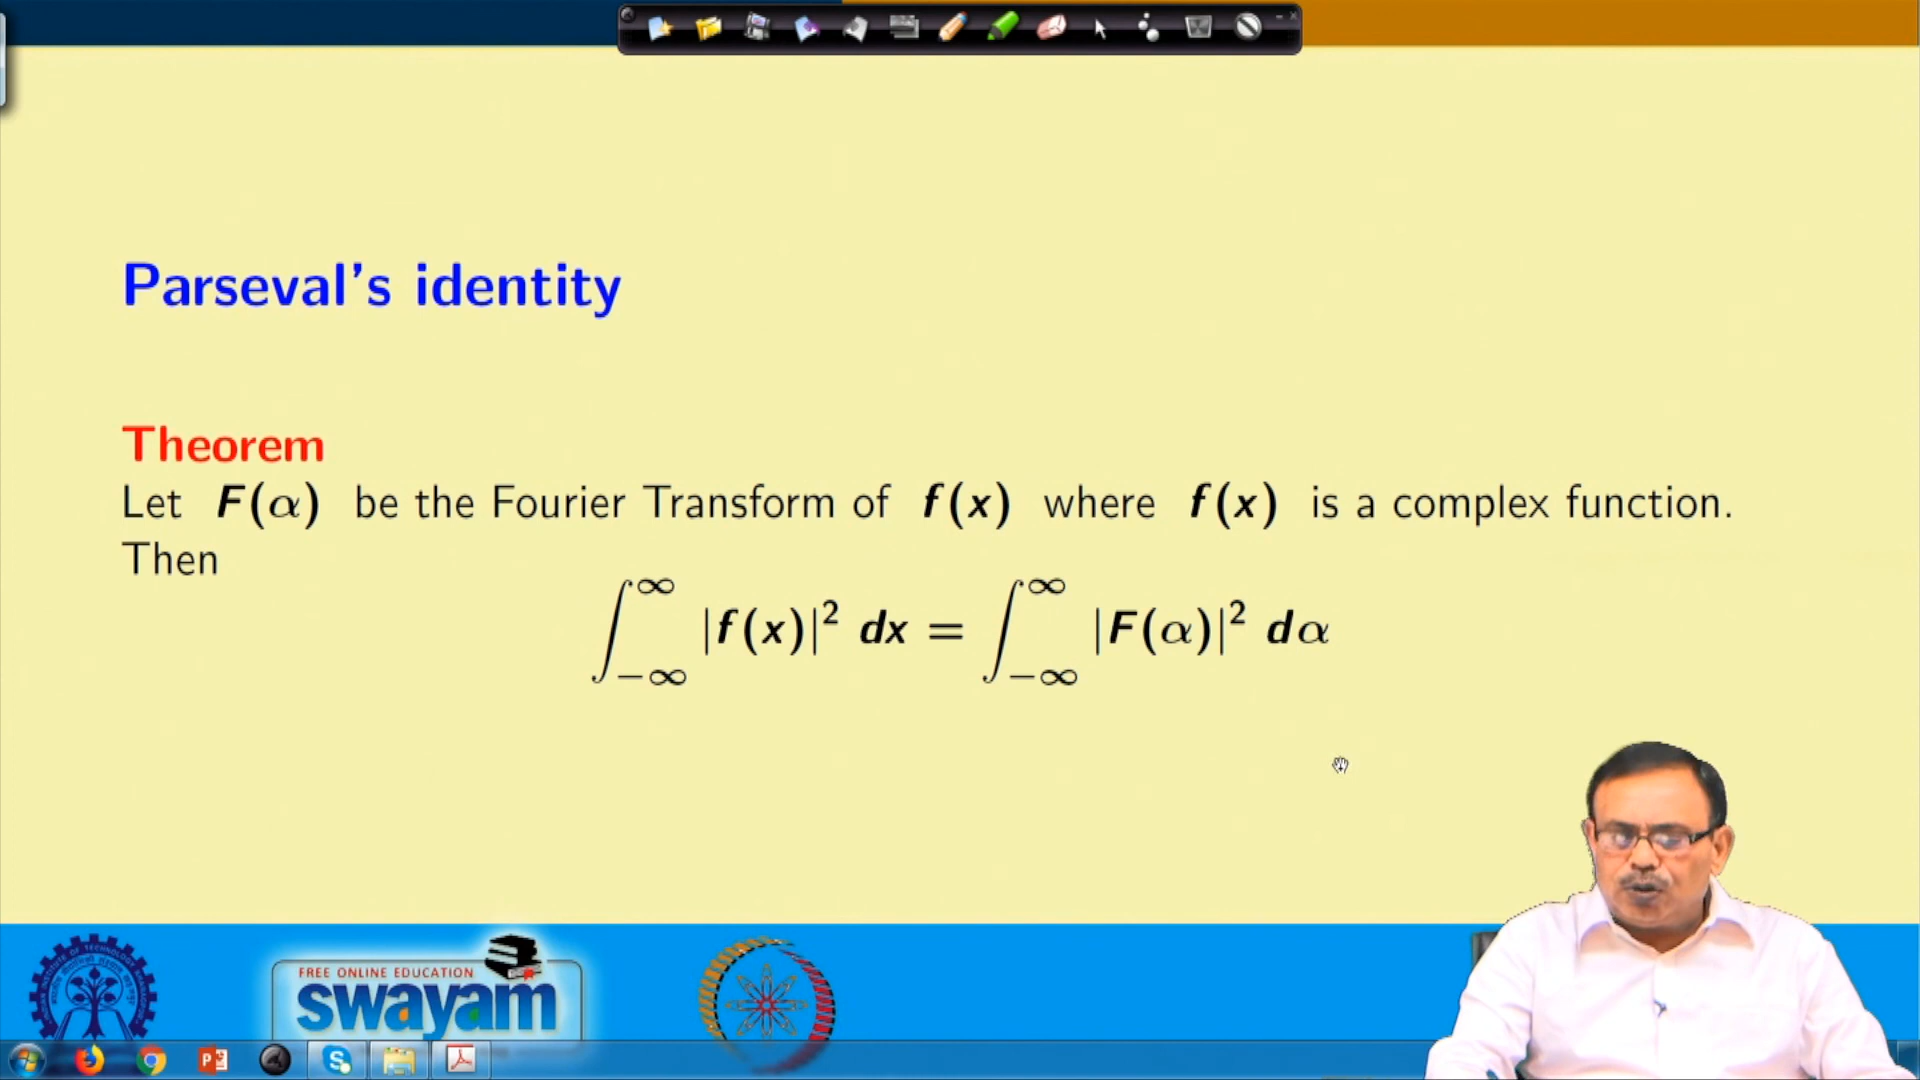 Parseval's identity
Theorem
Let F(α) be the Fourier Transform of f(x) where f(x) is a complex function.
Then
∫_{-∞}^{∞} |f(x)|² dx = ∫_{-∞}^{∞} |F(α)|² dα
FREE ONLINE EDUCATION
swayam